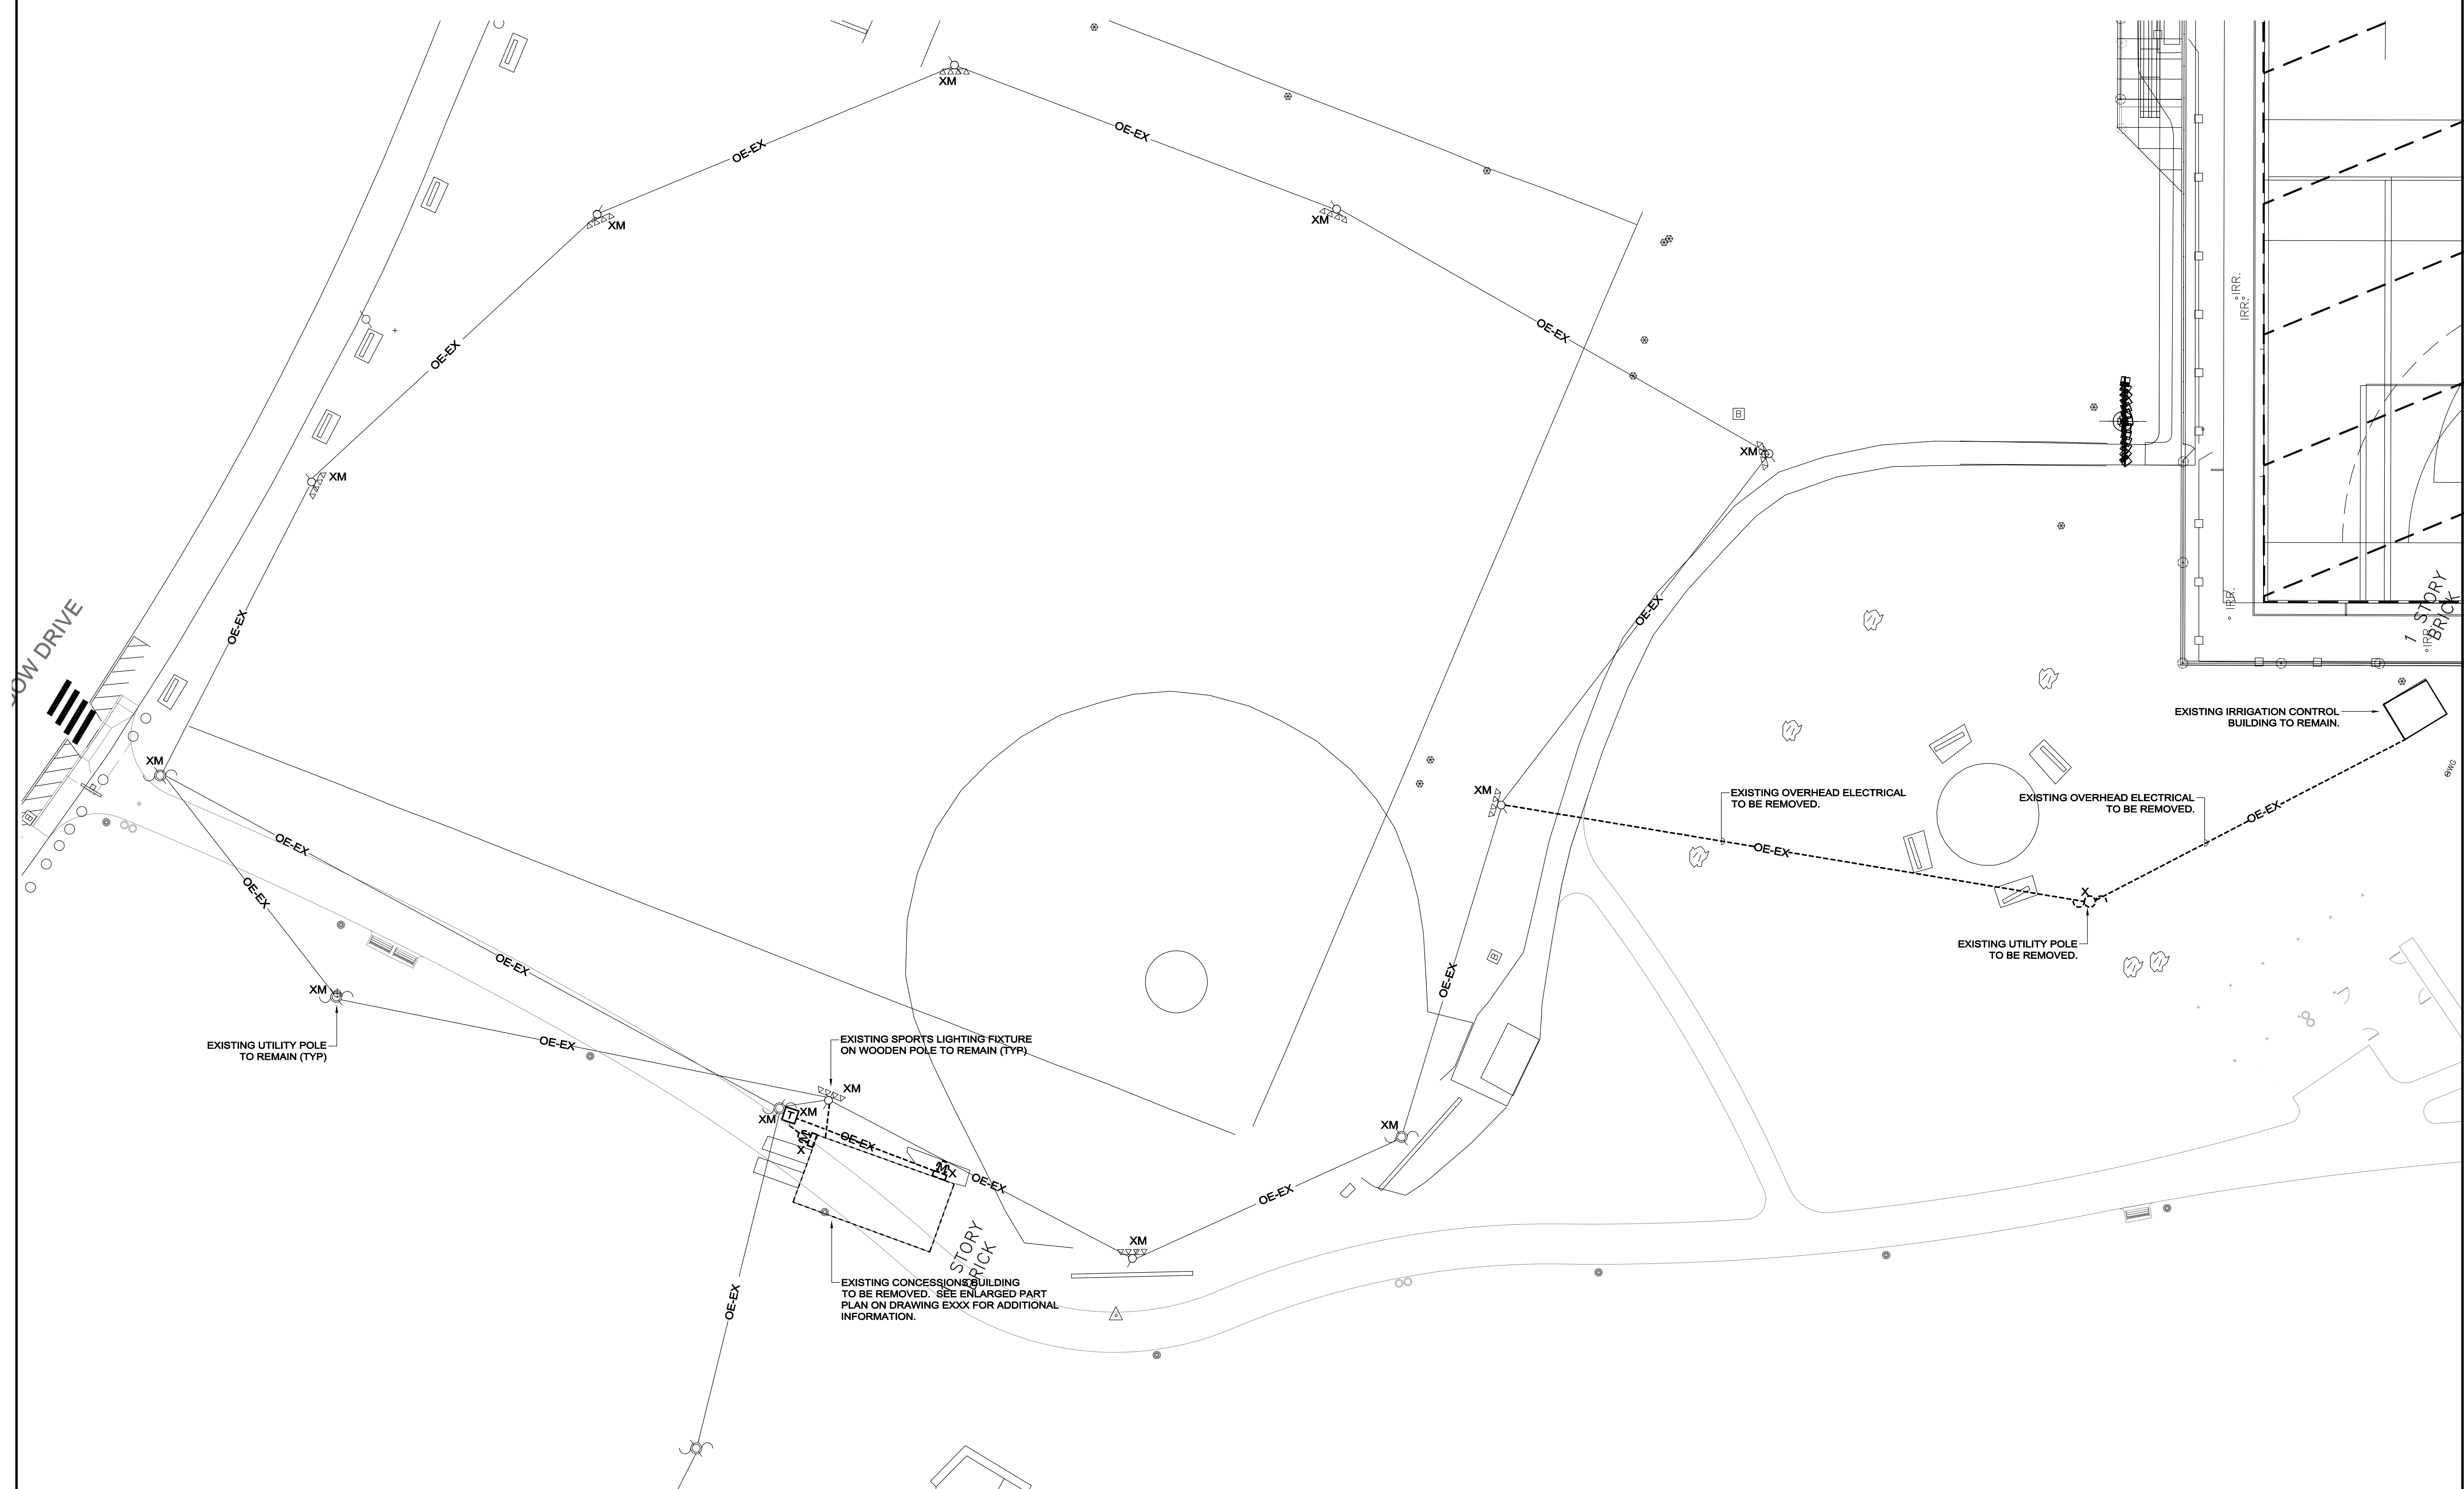 XM
OE-EX
OE-EX
OE-EX
XM
XM
OE-EX
IRR.
IRR.
OE-EX
B
XM
XM
OE-EX
OE-EX
IRR.
1 STORY
BRICK
IRR.
DRIVE
EXISTING IRRIGATION CONTROL
BUILDING TO REMAIN.
XM
WG
B
XM
EXISTING OVERHEAD ELECTRICAL
TO BE REMOVED.
EXISTING OVERHEAD ELECTRICAL
TO BE REMOVED.
OE-EX
OE-EX
OE-EX
OE-EX
X
EXISTING UTILITY POLE
TO BE REMOVED.
OE-EX
B
OE-EX
XM
EXISTING UTILITY POLE
TO REMAIN (TYP)
OE-EX
EXISTING SPORTS LIGHTING FIXTURE
ON WOODEN POLE TO REMAIN (TYP)
XM
XM
T
XM
XM
OE-EX
M
X
M
X
OE-EX
OE-EX
XM
STORY
BRICK
EXISTING CONCESSIONS BUILDING
TO BE REMOVED. SEE ENLARGED PART
PLAN ON DRAWING EXXX FOR ADDITIONAL
INFORMATION.
OE-EX